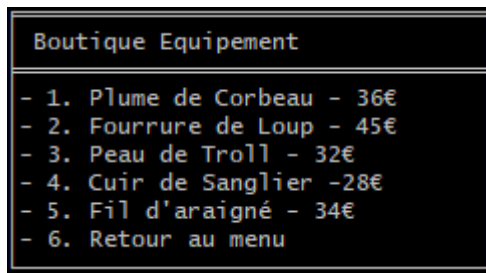 Boutique Equipement
- 1. Plume de Corbeau - 36€
- 2. Fourrure de Loup - 45€
- 3. Peau de Troll - 32€
- 4. Cuir de Sanglier -28€
- 5. Fil d'araigné - 34€
- 6. Retour au menu